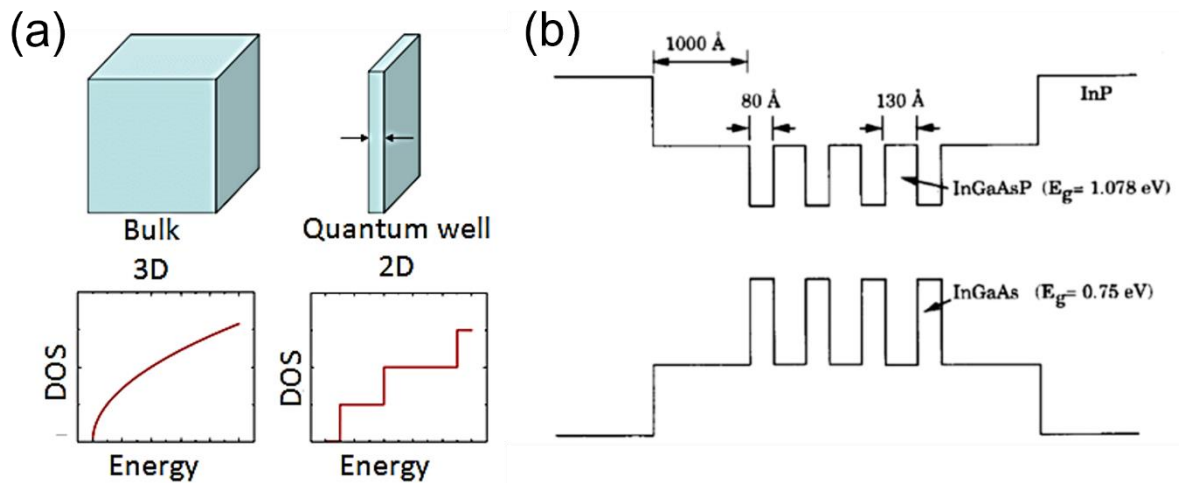 (a)
Bulk
3D
Quantum well
2D
DOS
Energy
DOS
Energy
(b)
1000 Å
80 Å
130 Å
InP
InGaAsP (Eg= 1.078 eV)
InGaAs (Eg= 0.75 eV)